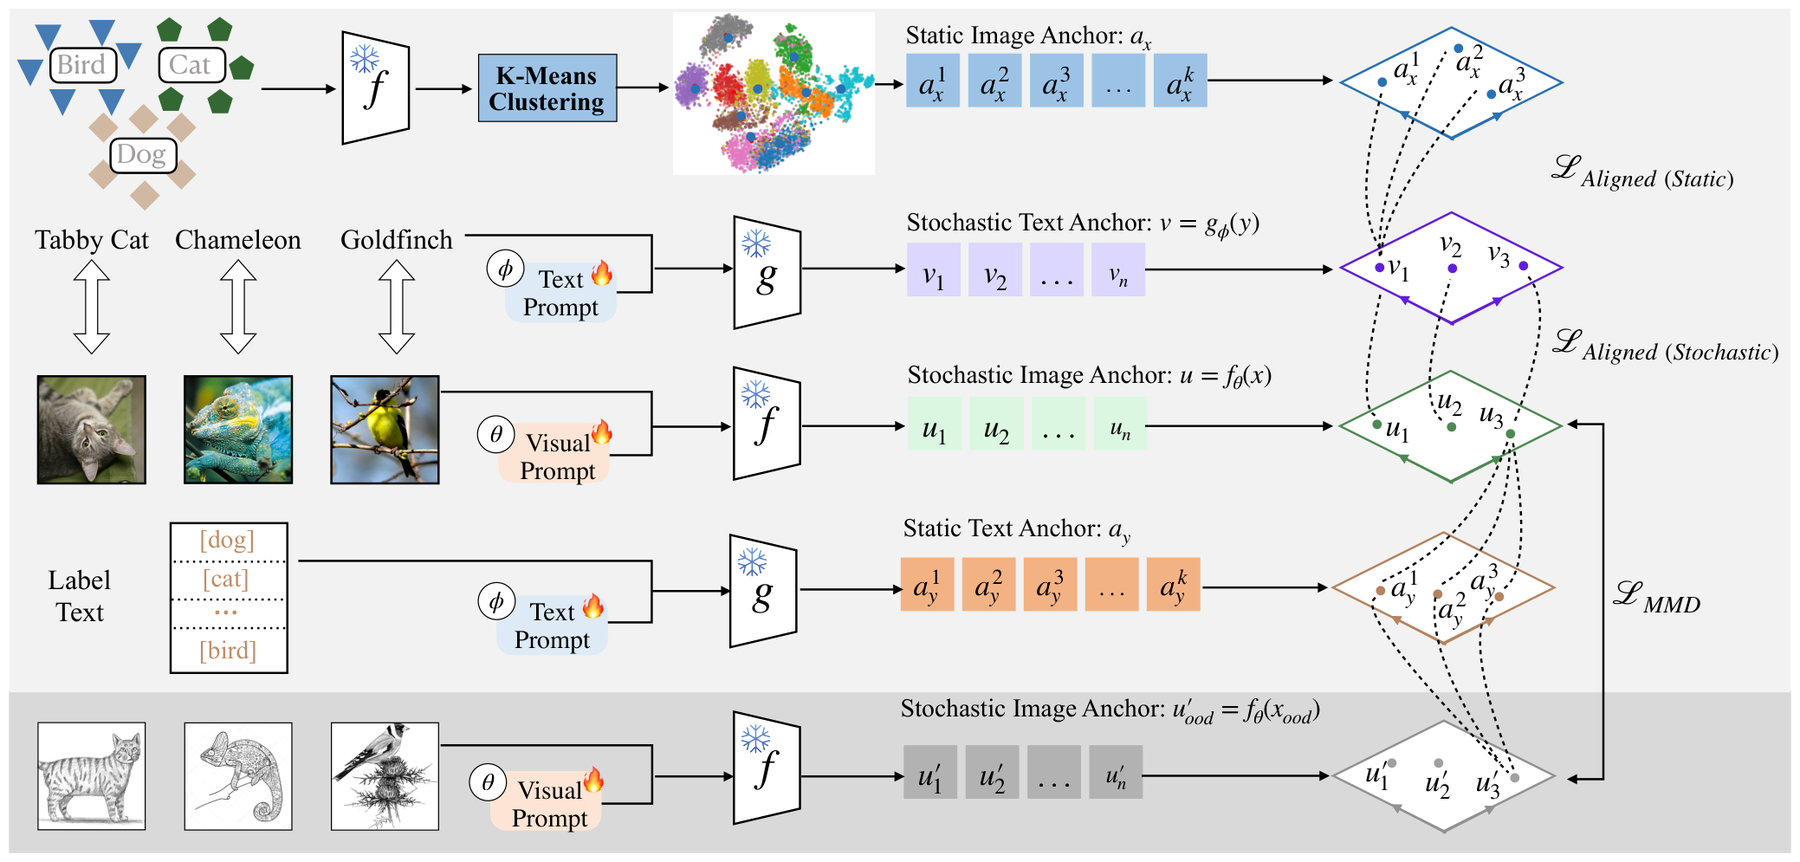 Bird
Cat
Dog
f
K-Means
Clustering
Static Image Anchor: a_x
a_x^1 a_x^2 a_x^3 ... a_x^k
a_x^1 a_x^2 a_x^3
ℒ_Aligned (Static)
Tabby Cat
Chameleon
Goldfinch
ϕ
Text
Prompt
g
Stochastic Text Anchor: v = g_ϕ(y)
v_1 v_2 ... v_n
v_1 v_2 v_3
ℒ_Aligned (Stochastic)
θ
Visual
Prompt
f
Stochastic Image Anchor: u = f_θ(x)
u_1 u_2 ... u_n
u_1 u_2 u_3
Label
Text
[dog]
[cat]
...
[bird]
ϕ
Text
Prompt
g
Static Text Anchor: a_y
a_y^1 a_y^2 a_y^3 ... a_y^k
a_y^1 a_y^2 a_y^3
ℒ_MMD
θ
Visual
Prompt
f
Stochastic Image Anchor: u'_ood = f_θ(x_ood)
u'_1 u'_2 ... u'_n
u'_1 u'_2 u'_3